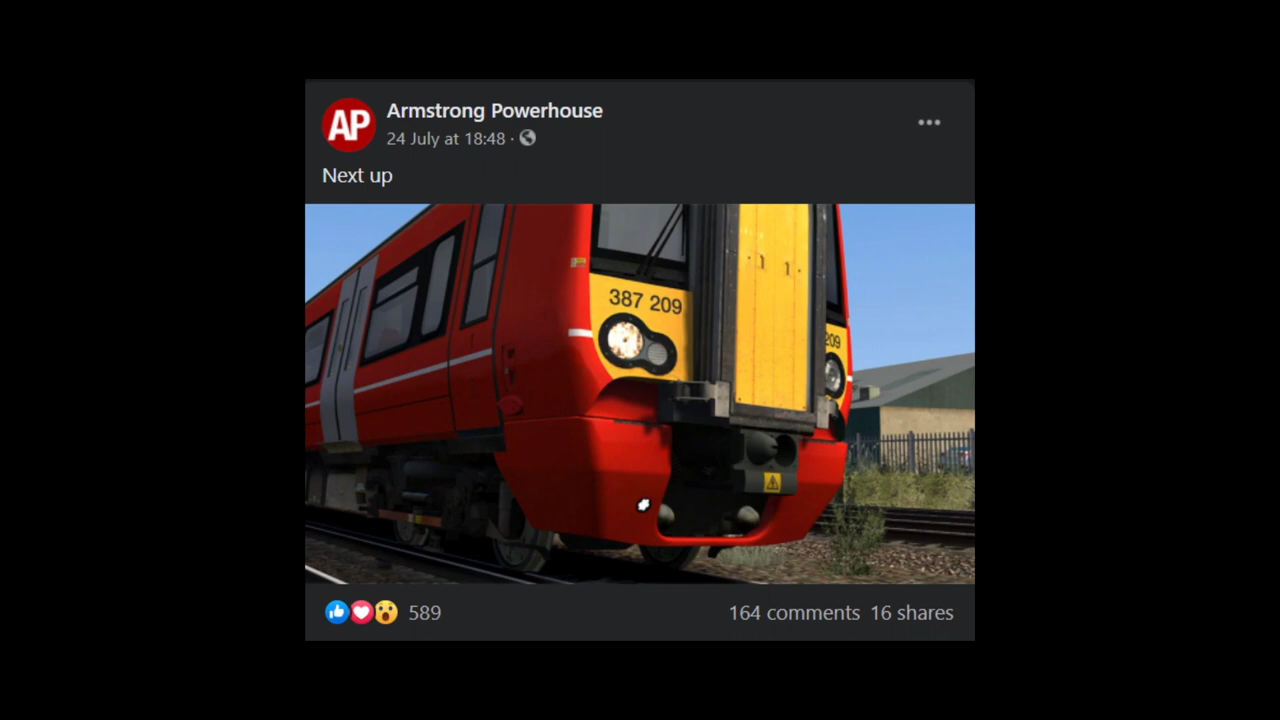 AP
Armstrong Powerhouse
24 July at 18:48 ·
Next up
387 209
209
589
164 comments 16 shares